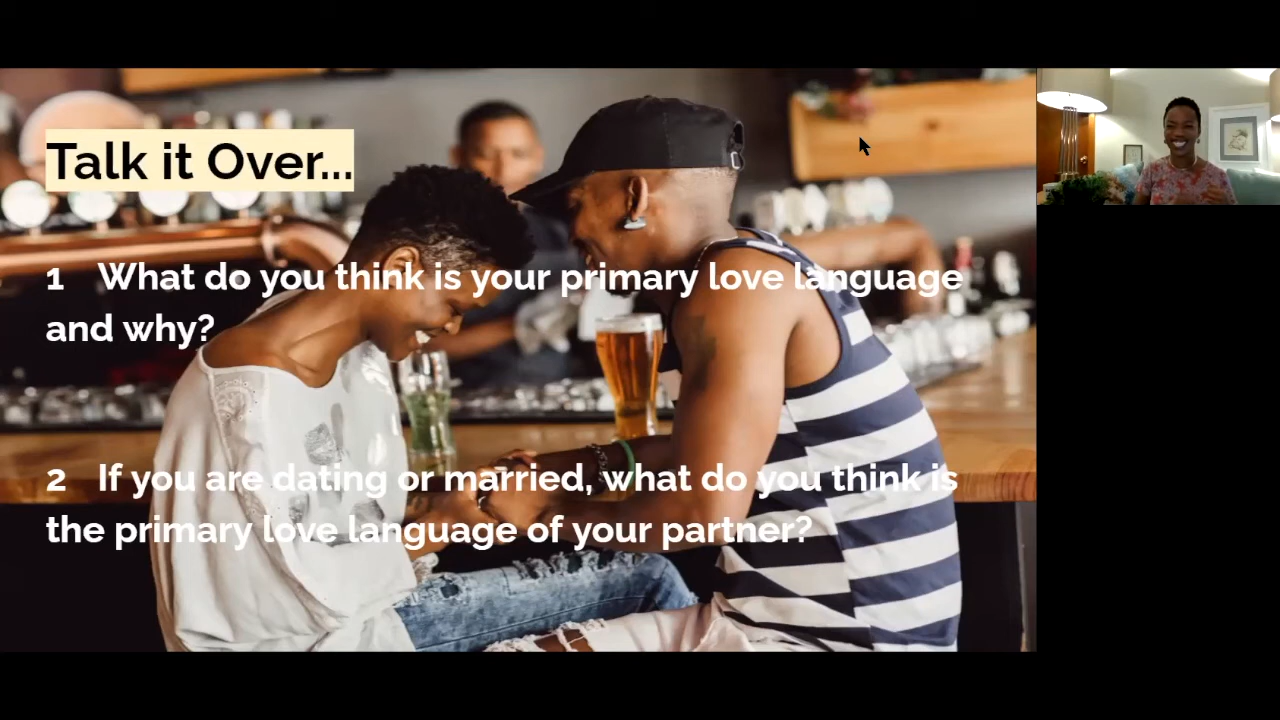 Talk it Over...
1 What do you think is your primary love language
and why?
2 If you are dating or married, what do you think is
the primary love language of your partner?